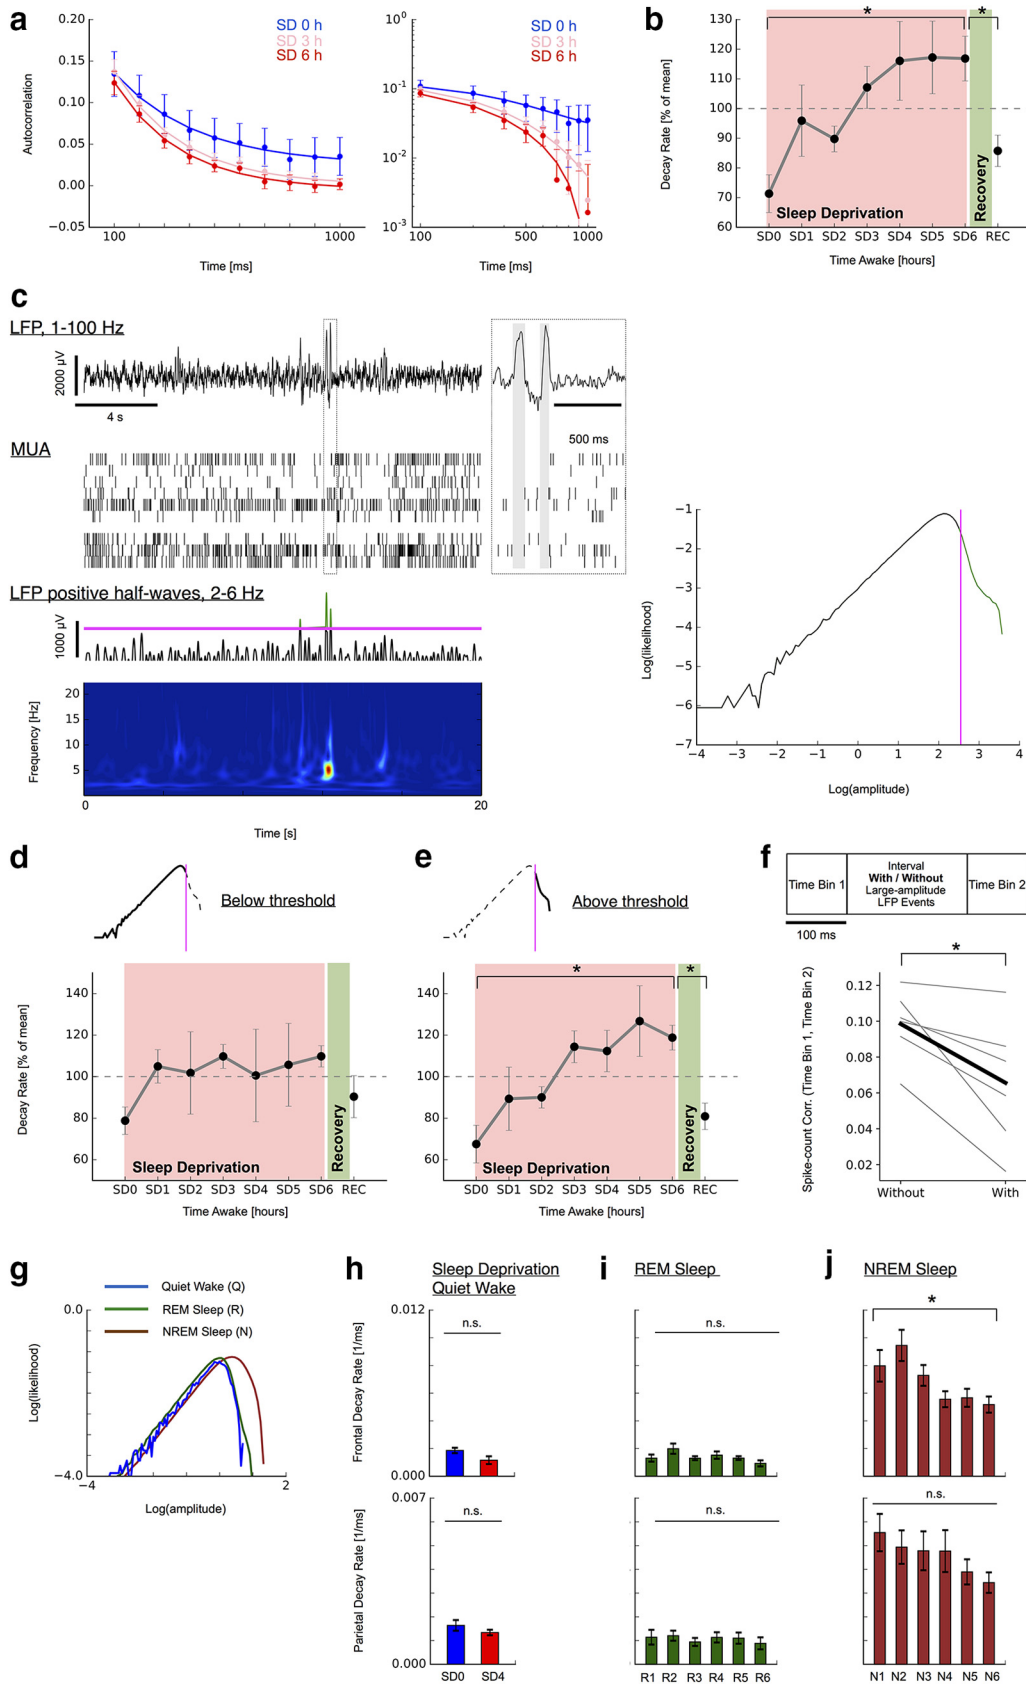 a
0.20
0.15
0.10
0.05
0.00
−0.05
Autocorrelation
SD 0 h
SD 3 h
SD 6 h
100
1000
Time [ms]
10^0
10^-1
10^-2
10^-3
SD 0 h
SD 3 h
SD 6 h
100
500
1000
Time [ms]
b
130
120
110
100
90
80
70
60
Decay Rate [% of mean]
*
*
Sleep Deprivation
Recovery
SD0 SD1 SD2 SD3 SD4 SD5 SD6 REC
Time Awake [hours]
c
LFP, 1-100 Hz
2000 µV
4 s
500 ms
MUA
LFP positive half-waves, 2-6 Hz
1000 µV
20
15
10
5
Frequency [Hz]
0
20
Time [s]
−1
−2
−3
−4
−5
−6
−7
Log(likelihood)
−4 −3 −2 −1 0 1 2 3 4
Log(amplitude)
d
Below threshold
140
120
100
80
60
Decay Rate [% of mean]
Sleep Deprivation
Recovery
SD0 SD1 SD2 SD3 SD4 SD5 SD6 REC
Time Awake [hours]
e
Above threshold
*
*
140
120
100
80
60
Sleep Deprivation
Recovery
SD0 SD1 SD2 SD3 SD4 SD5 SD6 REC
Time Awake [hours]
f
Time Bin 1
Interval
With / Without
Large-amplitude
LFP Events
Time Bin 2
100 ms
*
0.12
0.10
0.08
0.06
0.04
0.02
Spike-count Corr. (Time Bin 1, Time Bin 2)
Without
With
g
Quiet Wake (Q)
REM Sleep (R)
NREM Sleep (N)
0.0
−4.0
Log(likelihood)
−4
2
Log(amplitude)
h
Sleep Deprivation
Quiet Wake
0.012
n.s.
Frontal Decay Rate [1/ms]
0.000
0.007
n.s.
Parietal Decay Rate [1/ms]
0.000
SD0 SD4
i
REM Sleep
n.s.
n.s.
R1 R2 R3 R4 R5 R6
j
NREM Sleep
*
n.s.
N1 N2 N3 N4 N5 N6